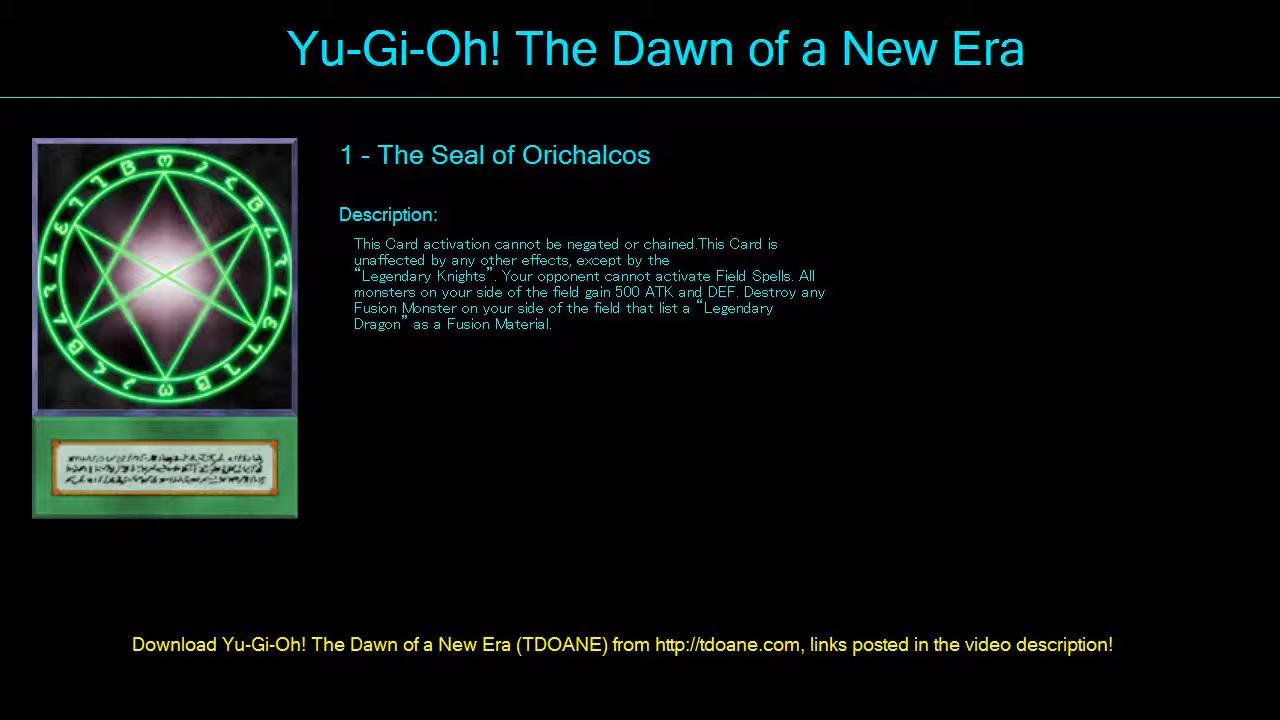 Yu-Gi-Oh! The Dawn of a New Era
1 - The Seal of Orichalcos
Description:
This Card activation cannot be negated or chained.This Card is
unaffected by any other effects, except by the
“Legendary Knights”. Your opponent cannot activate Field Spells. All
monsters on your side of the field gain 500 ATK and DEF. Destroy any
Fusion Monster on your side of the field that list a “Legendary
Dragon” as a Fusion Material.
Download Yu-Gi-Oh! The Dawn of a New Era (TDOANE) from http://tdoane.com, links posted in the video description!